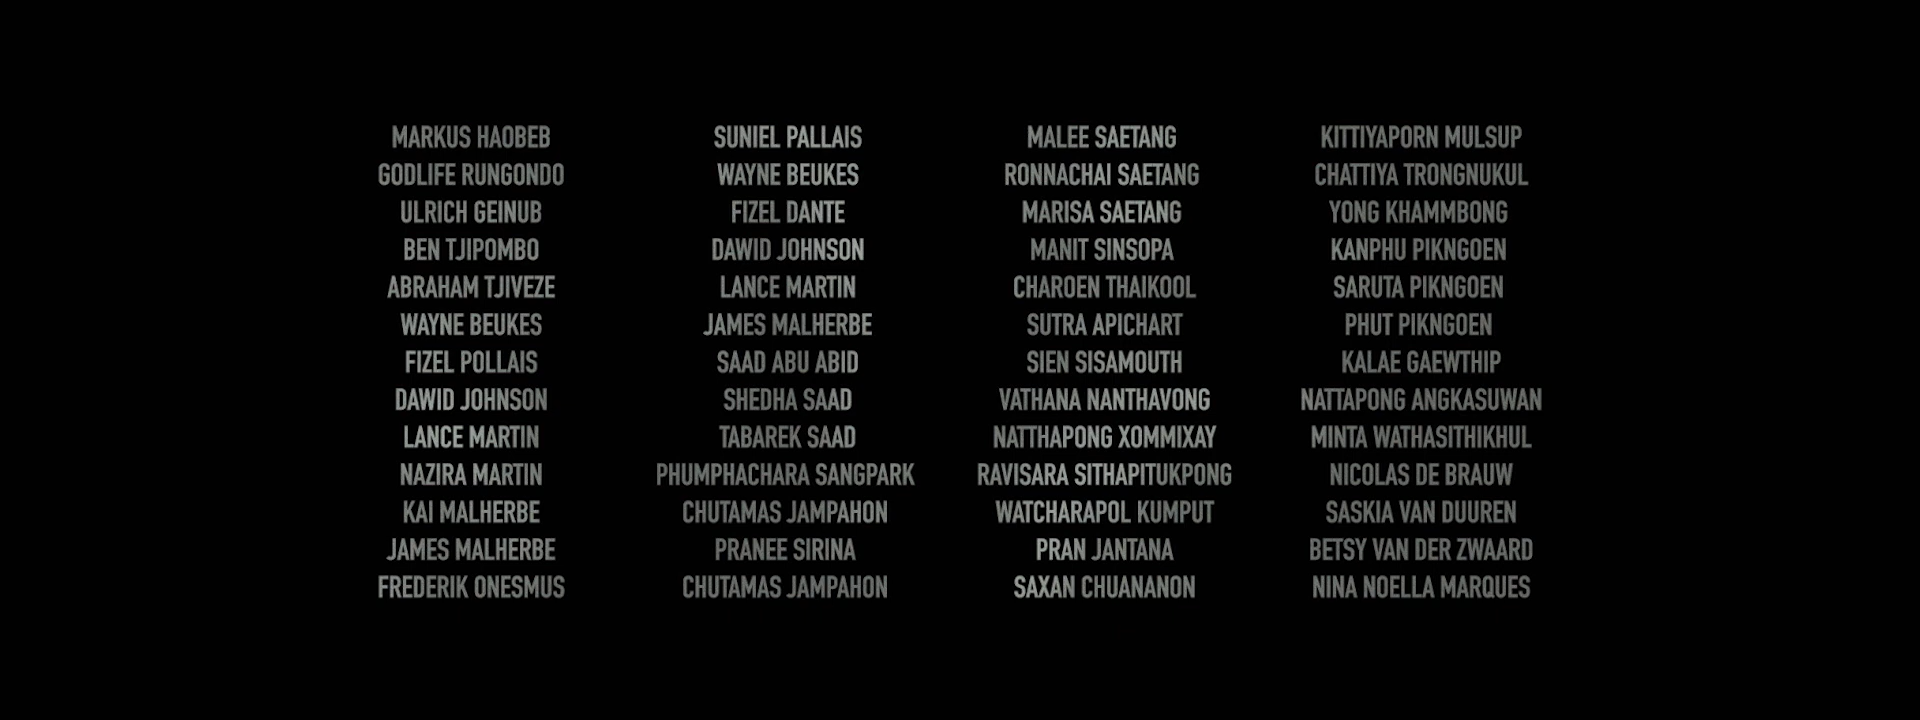 MARKUS HAOBEB
GODLIFE RUNGONDO
ULRICH GEINUB
BEN TJIPOMBO
ABRAHAM TJIVEZE
WAYNE BEUKES
FIZEL POLLAIS
DAWID JOHNSON
LANCE MARTIN
NAZIRA MARTIN
KAI MALHERBE
JAMES MALHERBE
FREDERIK ONESMUS
SUNIEL PALLAIS
WAYNE BEUKES
FIZEL DANTE
DAWID JOHNSON
LANCE MARTIN
JAMES MALHERBE
SAAD ABU ABID
SHEDHA SAAD
TABAREK SAAD
PHUMPHACHARA SANGPARK
CHUTAMAS JAMPAHON
PRANEE SIRINA
CHUTAMAS JAMPAHON
MALEE SAETANG
RONNACHAI SAETANG
MARISA SAETANG
MANIT SINSOPA
CHAROEN THAIKOOL
SUTRA APICHART
SIEN SISAMOUTH
VATHANA NANTHAVONG
NATTHAPONG XOMMIXAY
RAVISARA SITHAPITUKPONG
WATCHARAPOL KUMPUT
PRAN JANTANA
SAXAN CHUANANON
KITTIYAPORN MULSUP
CHATTIYA TRONGNUKUL
YONG KHAMMBONG
KANPHU PIKNGOEN
SARUTA PIKNGOEN
PHUT PIKNGOEN
KALAE GAEWTHIP
NATTAPONG ANGKASUWAN
MINTA WATHASITHIKHUL
NICOLAS DE BRAUW
SASKIA VAN DUUREN
BETSY VAN DER ZWAARD
NINA NOELLA MARQUES